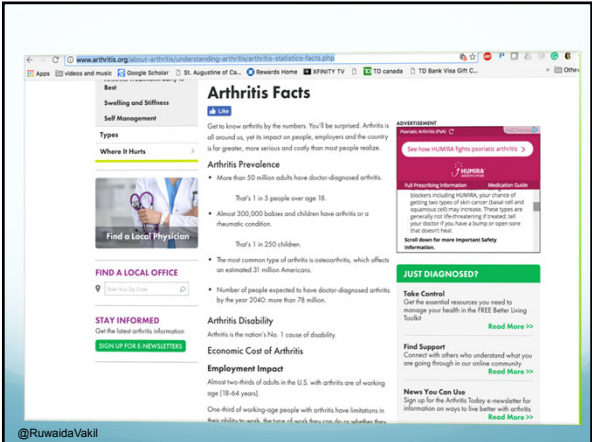 www.arthritis.org/about-arthritis/understanding-arthritis/arthritis-statistics-facts.php
Apps videos and music Google Scholar St. Augustine of Ca... Rewards Home XFINITY TV TD canada TD Bank Visa Gift C... » Other
Best
Swelling and Stiffness
Self Management
Types
Where It Hurts
Find a Local Physician
FIND A LOCAL OFFICE
Enter Your Zip Code
STAY INFORMED
Get the latest arthritis information
SIGN UP FOR E-NEWSLETTERS
Arthritis Facts
Like
Get to know arthritis by the numbers. You'll be surprised. Arthritis is
all around us, yet its impact on people, employers and the country
is far greater, more serious and costly than most people realize.
Arthritis Prevalence
• More than 50 million adults have doctor-diagnosed arthritis.
That's 1 in 5 people over age 18.
• Almost 300,000 babies and children have arthritis or a
rheumatic condition.
That's 1 in 250 children.
• The most common type of arthritis is osteoarthritis, which affects
an estimated 31 million Americans.
• Number of people expected to have doctor-diagnosed arthritis
by the year 2040: more than 78 million.
Arthritis Disability
Arthritis is the nation's No. 1 cause of disability.
Economic Cost of Arthritis
Employment Impact
Almost two-thirds of adults in the U.S. with arthritis are of working
age (18-64 years).
One-third of working-age people with arthritis have limitations in
their ability to work, the type of work they can do or whether they
ADVERTISEMENT
Psoriatic Arthritis (PsA)
See how HUMIRA fights psoriatic arthritis >
HUMIRA
adalimumab
Full Prescribing Information Medication Guide
blockers including HUMIRA, your chance of
getting two types of skin cancer (basal cell and
squamous cell) may increase. These types are
generally not life-threatening if treated; tell
your doctor if you have a bump or open sore
that doesn't heal.
Scroll down for more Important Safety
Information.
JUST DIAGNOSED?
Take Control
Get the essential resources you need to
manage your health in the FREE Better Living
Toolkit
Read More >>
Find Support
Connect with others who understand what you
are going through in our online community
Read More >>
News You Can Use
Sign up for the Arthritis Today e-newsletter for
information on ways to live better with arthritis
Read More >>
@RuwaidaVakil